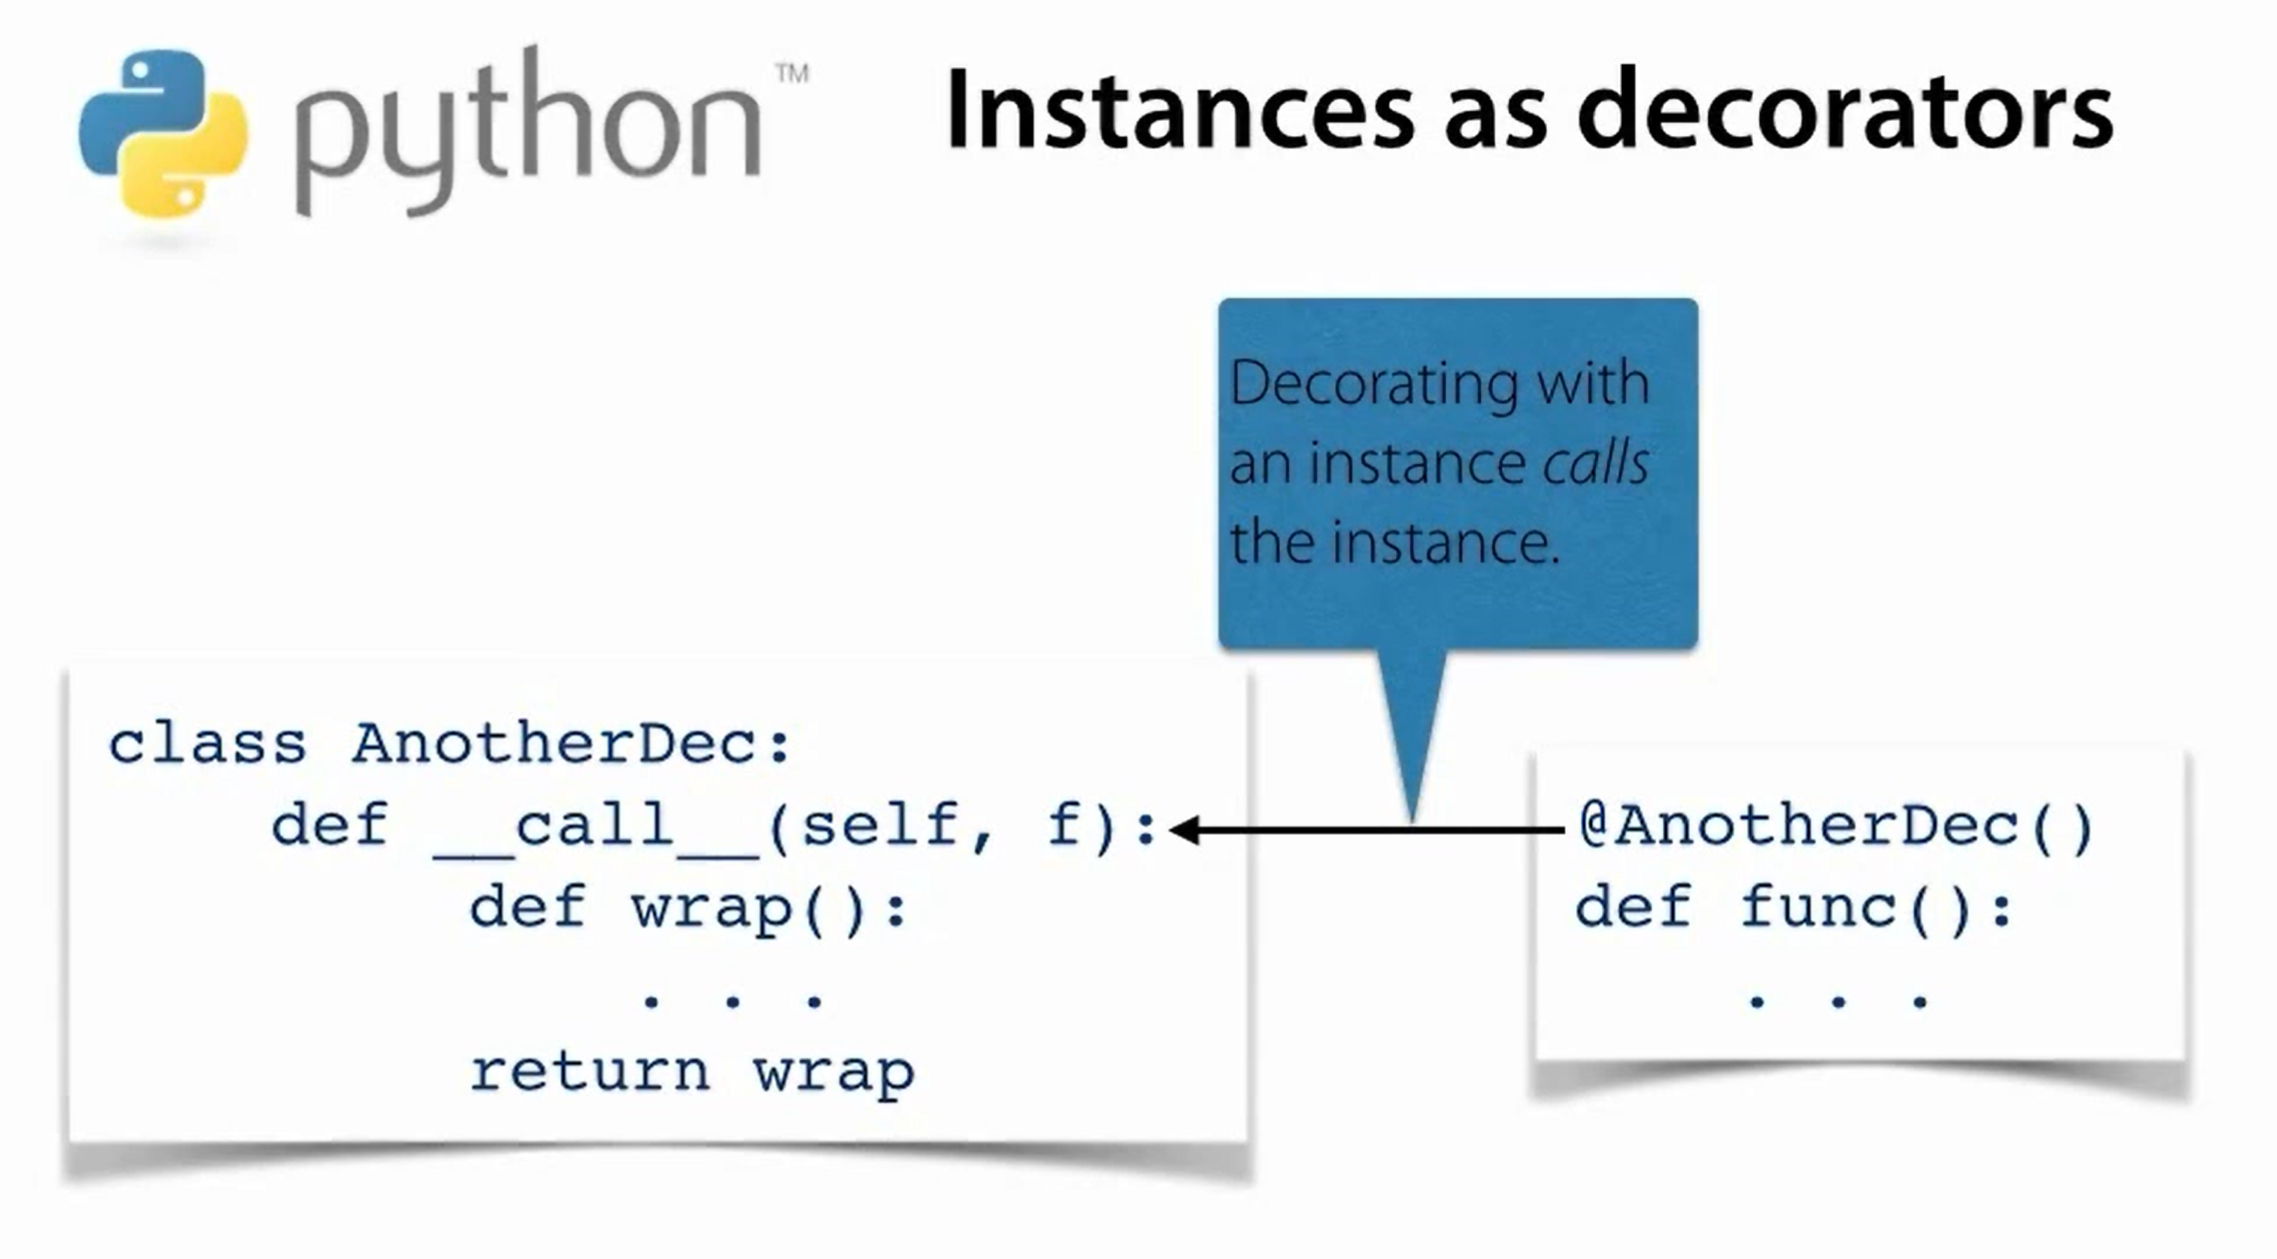 python™
Instances as decorators
Decorating with
an instance calls
the instance.
class AnotherDec:
    def __call__(self, f):
        def wrap():
            . . .
        return wrap
@AnotherDec()
def func():
    . . .